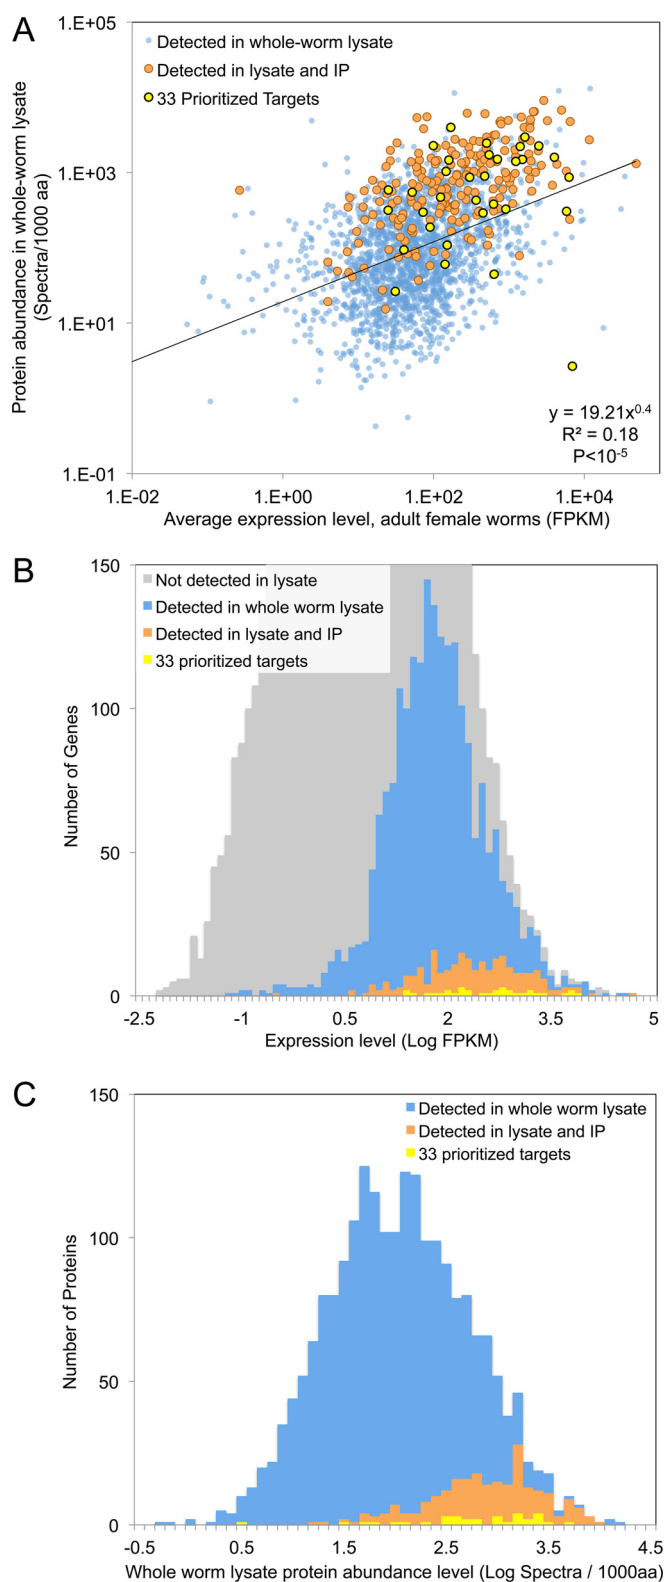 A
1.E+05
Detected in whole-worm lysate
Detected in lysate and IP
33 Prioritized Targets
1.E+03
1.E+01
1.E-01
Protein abundance in whole-worm lysate
(Spectra/1000 aa)
y = 19.21x^0.4
R² = 0.18
P<10^-5
1.E-02 1.E+00 1.E+02 1.E+04
Average expression level, adult female worms (FPKM)
B
150
Not detected in lysate
Detected in whole worm lysate
Detected in lysate and IP
33 prioritized targets
100
50
0
Number of Genes
-2.5 -1 0.5 2 3.5 5
Expression level (Log FPKM)
C
150
Detected in whole worm lysate
Detected in lysate and IP
33 prioritized targets
100
50
0
Number of Proteins
-0.5 0.5 1.5 2.5 3.5 4.5
Whole worm lysate protein abundance level (Log Spectra / 1000aa)